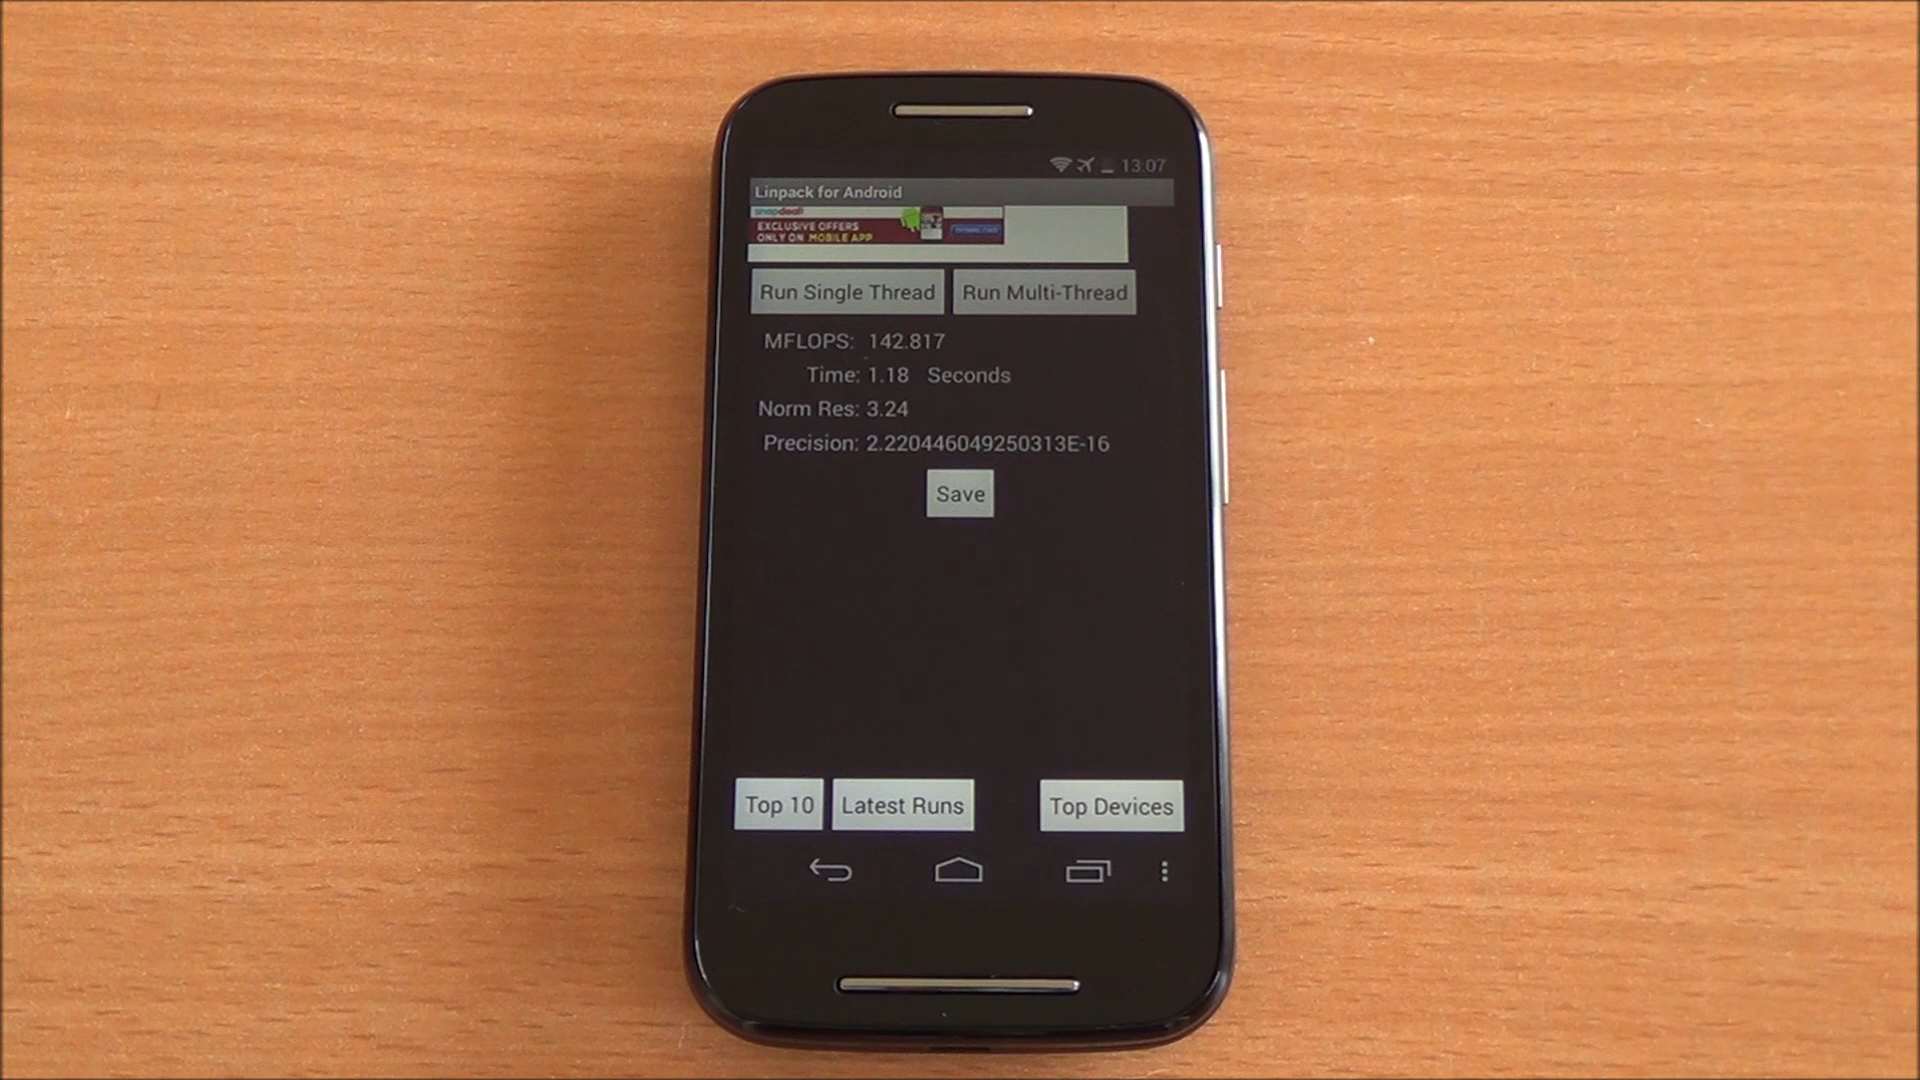 13:07
Linpack for Android
snapdeal
EXCLUSIVE OFFERS
ONLY ON MOBILE APP
DOWNLOAD
Run Single Thread
Run Multi-Thread
MFLOPS: 142.817
Time: 1.18 Seconds
Norm Res: 3.24
Precision: 2.220446049250313E-16
Save
Top 10
Latest Runs
Top Devices